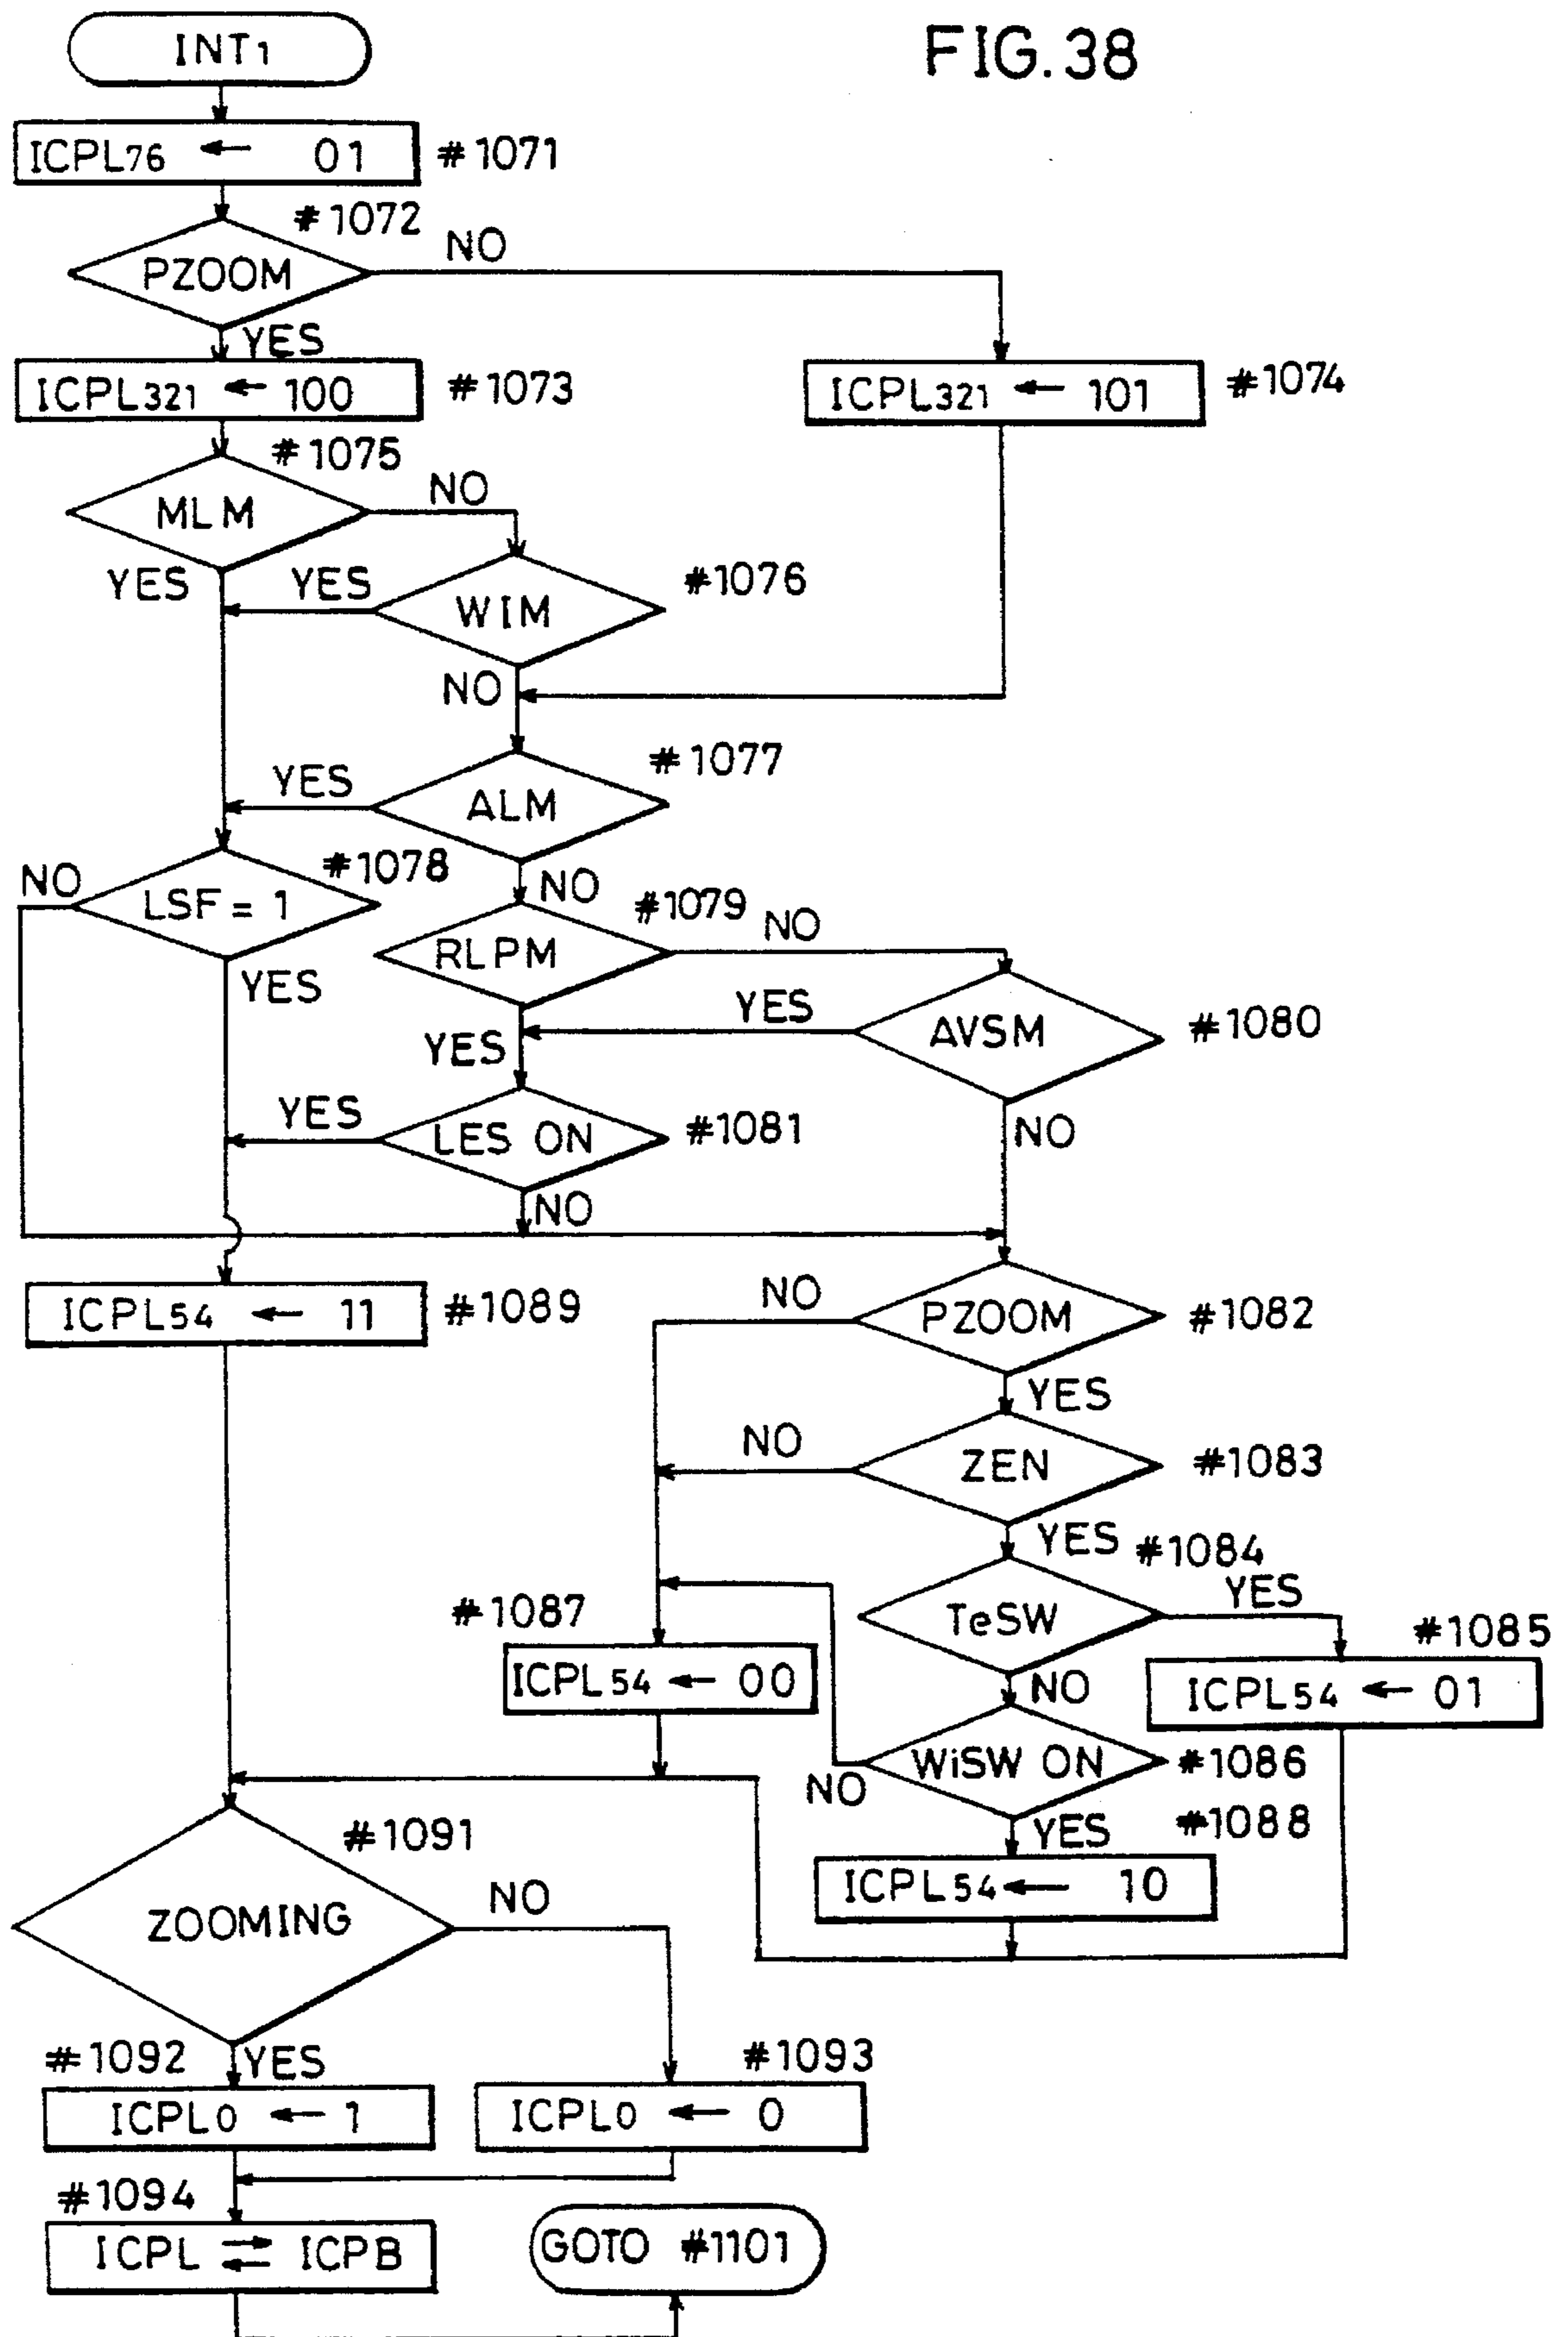 FIG.38
INT1
ICPL76 ← 01 #1071
#1072
PZOOM
NO
YES
ICPL321 ← 100 #1073
ICPL321 ← 101 #1074
#1075
MLM
NO
YES
YES
WIM
#1076
NO
#1077
YES
ALM
NO
#1078
LSF = 1
NO
#1079
RLPM
NO
YES
YES
AVSM
#1080
YES
YES
LES ON
#1081
NO
NO
ICPL54 ← 11 #1089
NO
PZOOM
#1082
YES
NO
ZEN
#1083
YES
#1084
TeSW
YES
#1087
#1085
ICPL54 ← 00
NO
ICPL54 ← 01
WiSW ON
#1086
NO
YES
#1088
#1091
ICPL54 ← 10
ZOOMING
NO
#1092
YES
#1093
ICPL0 ← 1
ICPL0 ← 0
#1094
ICPL ⇄ ICPB
GOTO #1101